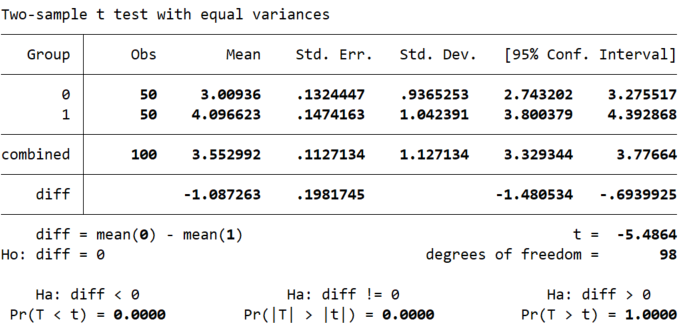 Two-sample t test with equal variances
Group Obs Mean Std. Err. Std. Dev. [95% Conf. Interval]
0 50 3.00936 .1324447 .9365253 2.743202 3.275517
1 50 4.096623 .1474163 1.042391 3.800379 4.392868
combined 100 3.552992 .1127134 1.127134 3.329344 3.77664
diff -1.087263 .1981745 -1.480534 -.6939925
diff = mean(0) - mean(1) t = -5.4864
Ho: diff = 0 degrees of freedom = 98
Ha: diff < 0 Ha: diff != 0 Ha: diff > 0
Pr(T < t) = 0.0000 Pr(|T| > |t|) = 0.0000 Pr(T > t) = 1.0000